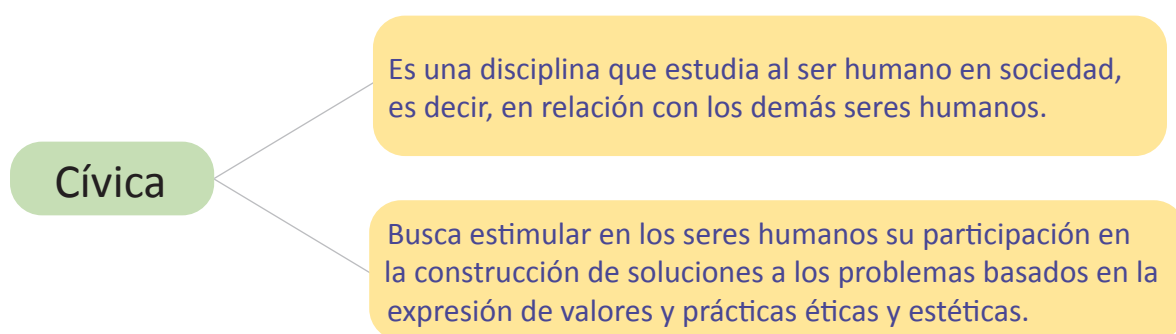 Cívica
Es una disciplina que estudia al ser humano en sociedad,
es decir, en relación con los demás seres humanos.
Busca estimular en los seres humanos su participación en
la construcción de soluciones a los problemas basados en la
expresión de valores y prácticas éticas y estéticas.